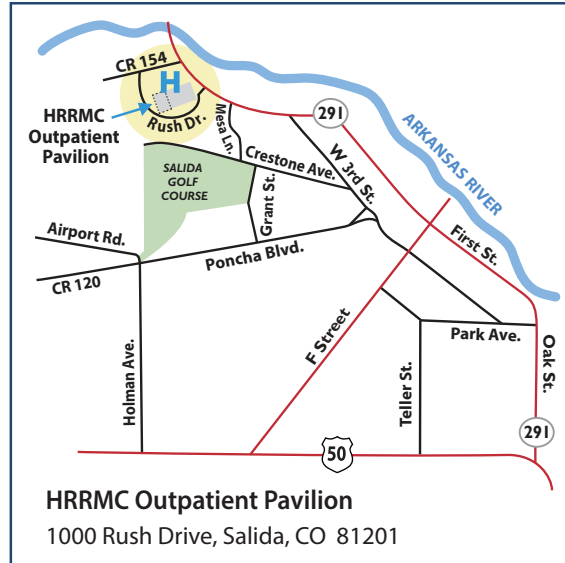 CR 154
H
HRRMC
Outpatient
Pavilion
Rush Dr.
Mesa Ln.
291
ARKANSAS RIVER
SALIDA
GOLF
COURSE
Crestone Ave.
W 3rd St.
Grant St.
Airport Rd.
Poncha Blvd.
CR 120
First St.
F Street
Park Ave.
Holman Ave.
Teller St.
Oak St.
291
50
HRRMC Outpatient Pavilion
1000 Rush Drive, Salida, CO 81201